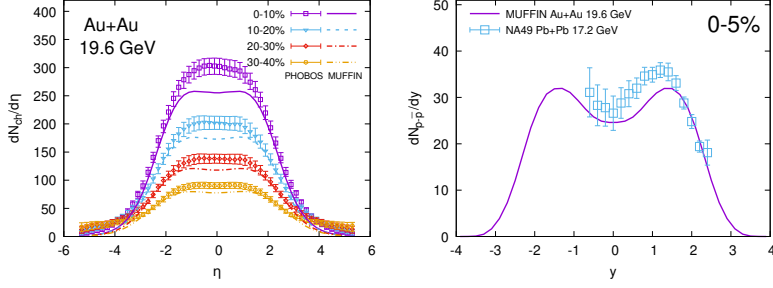 Au+Au
19.6 GeV
0-10%
10-20%
20-30%
30-40%
PHOBOS MUFFIN
dN_ch/dη
400
350
300
250
200
150
100
50
0
-6 -4 -2 0 2 4 6
η
MUFFIN Au+Au 19.6 GeV
NA49 Pb+Pb 17.2 GeV
0-5%
dN_p-p̅/dy
50
40
30
20
10
0
-4 -3 -2 -1 0 1 2 3 4
y